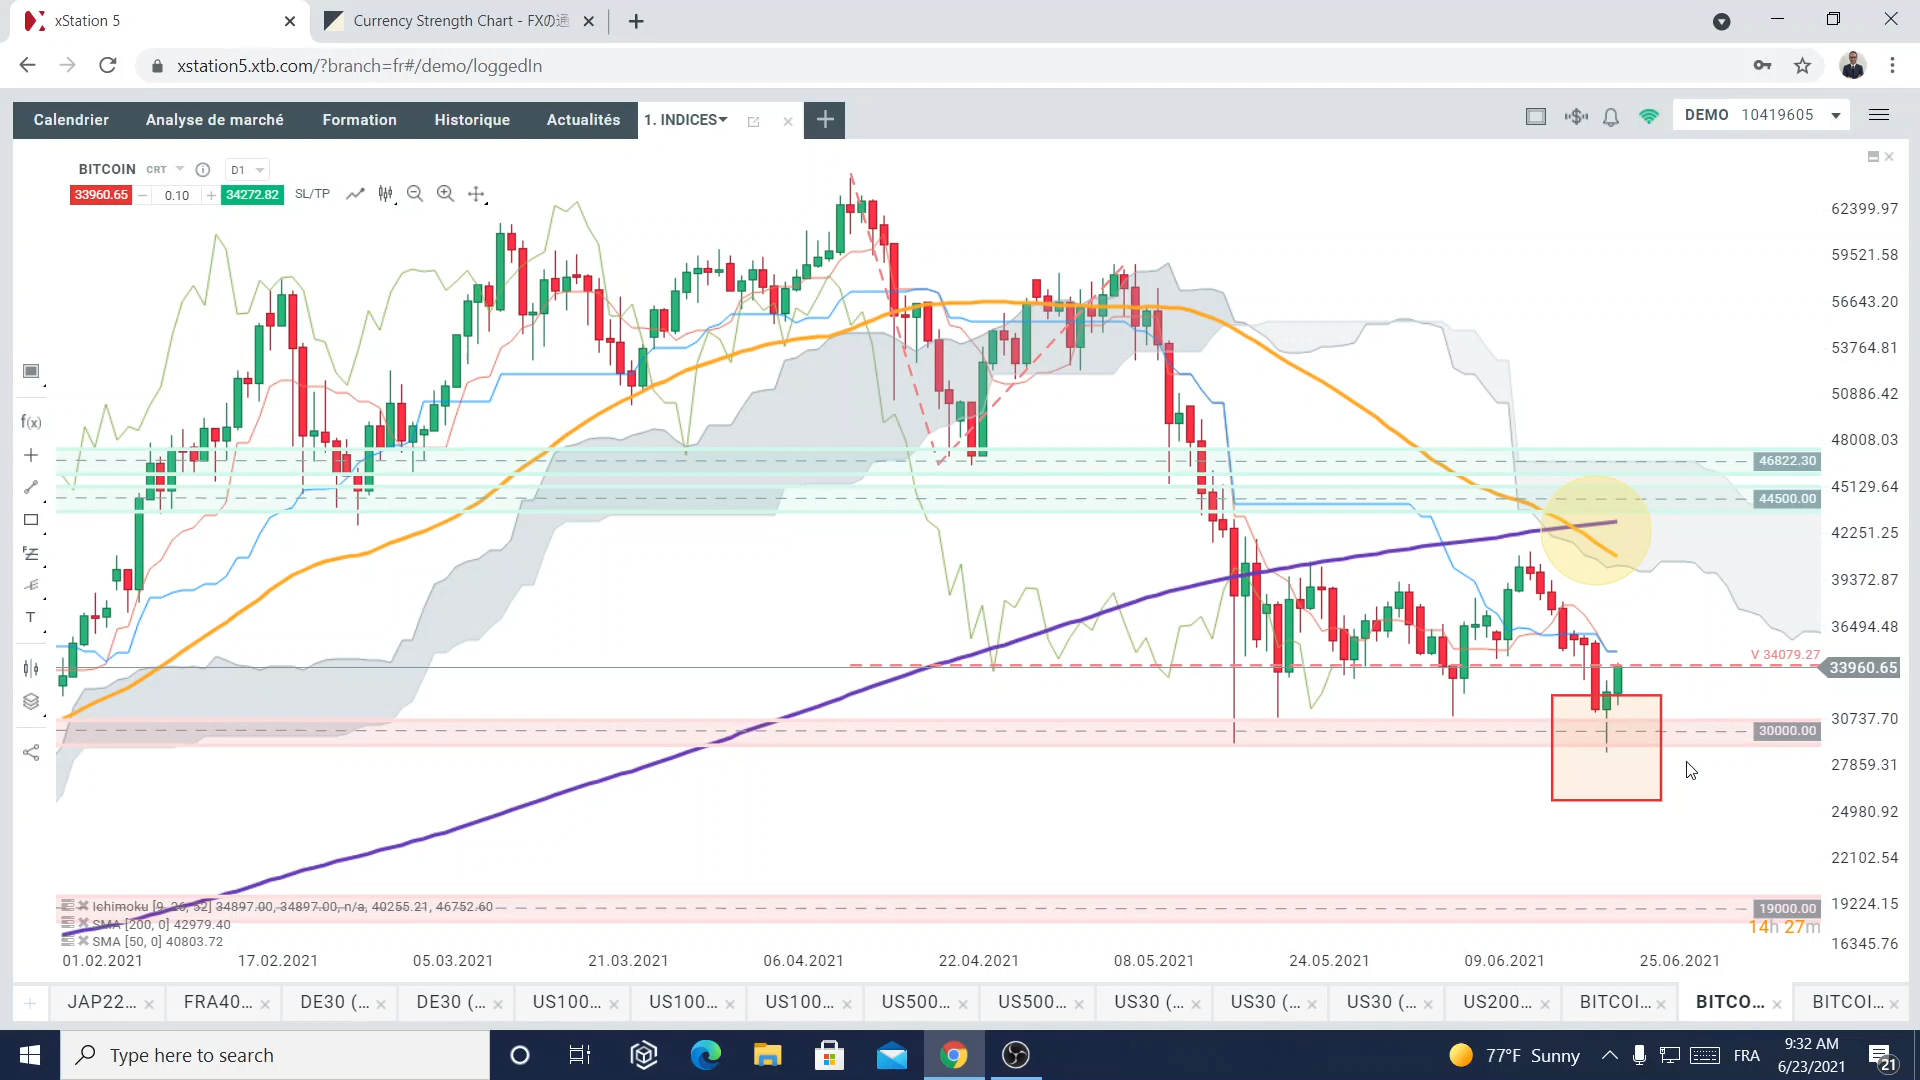 xStation 5
Currency Strength Chart - FXの通
xstation5.xtb.com/?branch=fr#/demo/loggedIn
Calendrier Analyse de marché Formation Historique Actualités 1. INDICES
DEMO 10419605
BITCOIN CRT D1
33960.65 0.10 34272.82 SL/TP
62399.97
59521.58
56643.20
53764.81
50886.42
48008.03
46822.30
45129.64
44500.00
42251.25
39372.87
36494.48
V 34079.27
33960.65
30737.70
30000.00
27859.31
24980.92
22102.54
19224.15
19000.00
16345.76
f(x)
T
Ichimoku [9, 26, 52] 34897.00, 34897.00, n/a, 40255.21, 46752.60
SMA [200, 0] 42979.40
SMA [50, 0] 40803.72
14h 27m
01.02.2021 17.02.2021 05.03.2021 21.03.2021 06.04.2021 22.04.2021 08.05.2021 24.05.2021 09.06.2021 25.06.2021
JAP22... FRA40... DE30 (... DE30 (... US100... US100... US100... US500... US500... US30 (... US30 (... US30 (... US200... BITCOI... BITCO... BITCOI...
Type here to search
77°F Sunny
FRA
9:32 AM
6/23/2021
21